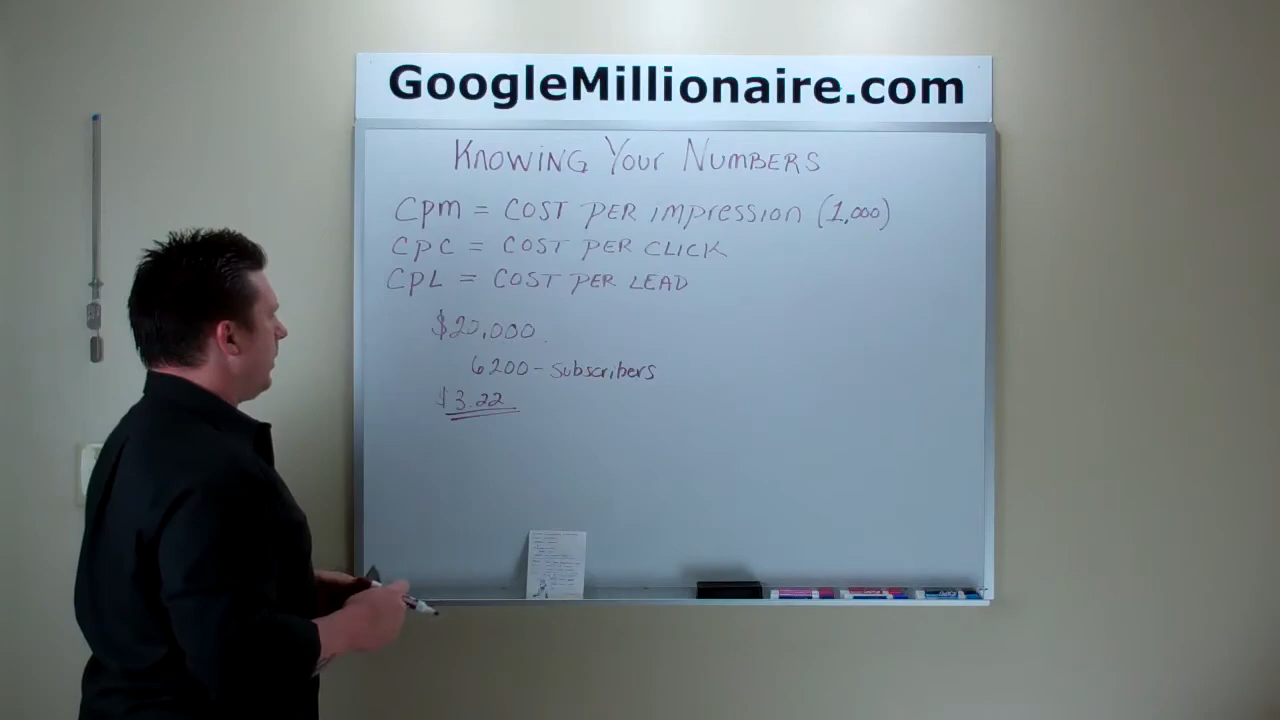 GoogleMillionaire.com
KNOWING YOUR NUMBERS
CPM = COST PER IMPRESSION (1,000)
CPC = COST PER CLICK
CPL = COST PER LEAD
$20,000
6200 - subscribers
$3.22